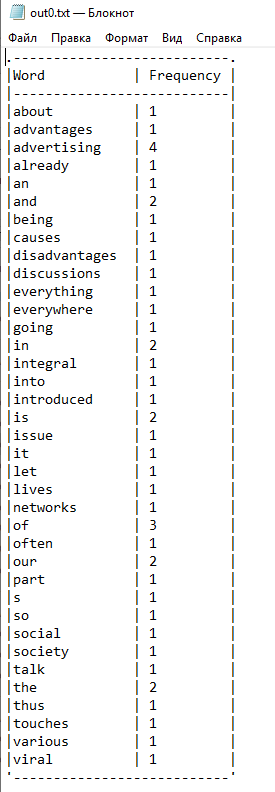 out0.txt — Блокнот
Файл Правка Формат Вид Справка
.----------------------------.
|Word | Frequency |
|----------------------------|
|about | 1 |
|advantages | 1 |
|advertising | 4 |
|already | 1 |
|an | 1 |
|and | 2 |
|being | 1 |
|causes | 1 |
|disadvantages | 1 |
|discussions | 1 |
|everything | 1 |
|everywhere | 1 |
|going | 1 |
|in | 2 |
|integral | 1 |
|into | 1 |
|introduced | 1 |
|is | 2 |
|issue | 1 |
|it | 1 |
|let | 1 |
|lives | 1 |
|networks | 1 |
|of | 3 |
|often | 1 |
|our | 2 |
|part | 1 |
|s | 1 |
|so | 1 |
|social | 1 |
|society | 1 |
|talk | 1 |
|the | 2 |
|thus | 1 |
|touches | 1 |
|various | 1 |
|viral | 1 |
'----------------------------'